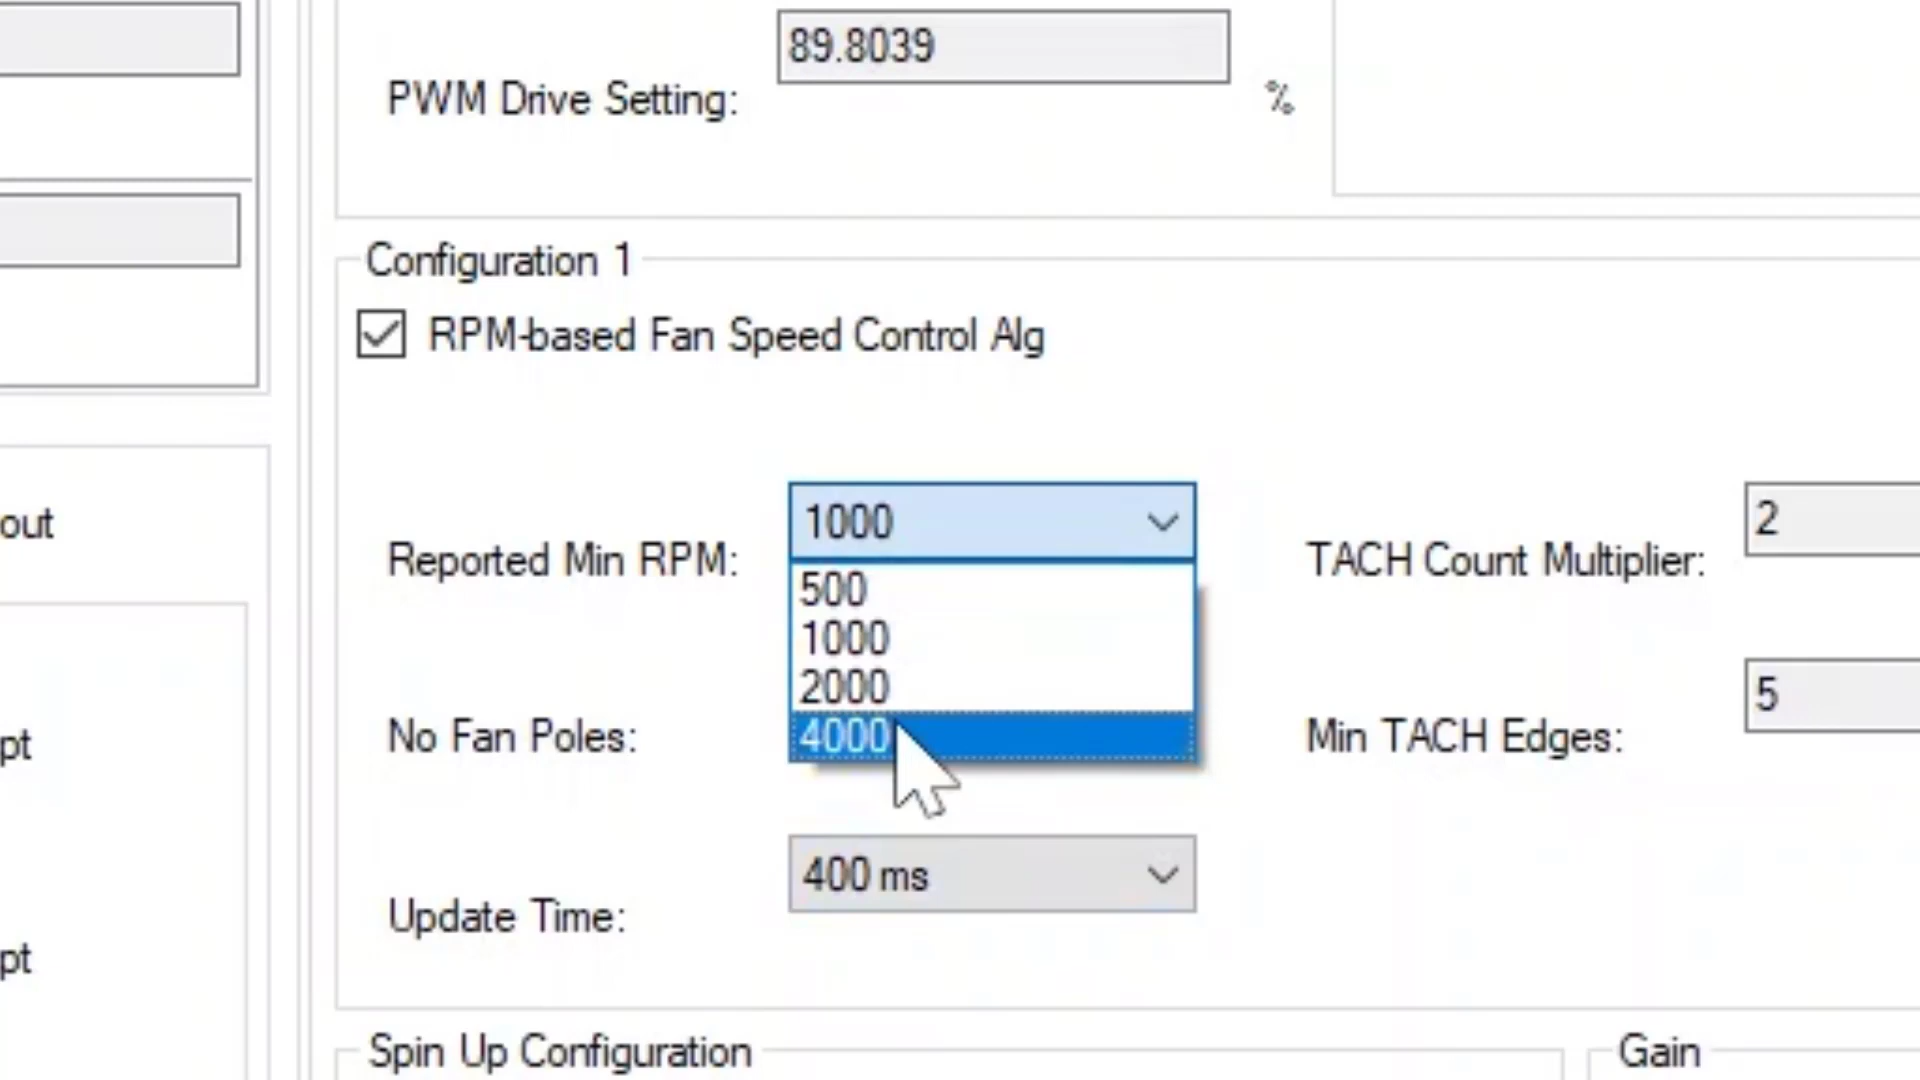 89.8039
PWM Drive Setting:
%
Configuration 1
RPM-based Fan Speed Control Alg
out
1000
Reported Min RPM:
500
1000
2000
4000
TACH Count Multiplier:
2
pt
No Fan Poles:
Min TACH Edges:
5
400 ms
Update Time:
pt
Spin Up Configuration
Gain